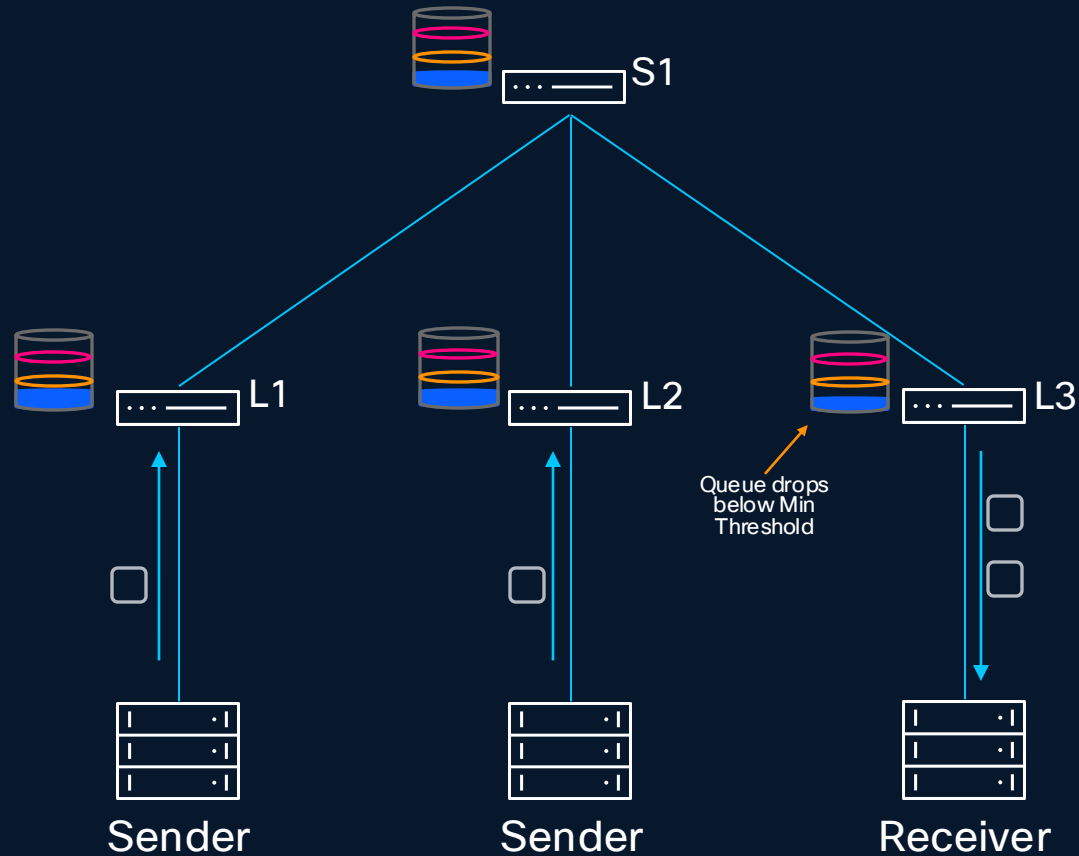 S1
L1
L2
L3
Queue drops
below Min
Threshold
Sender
Sender
Receiver